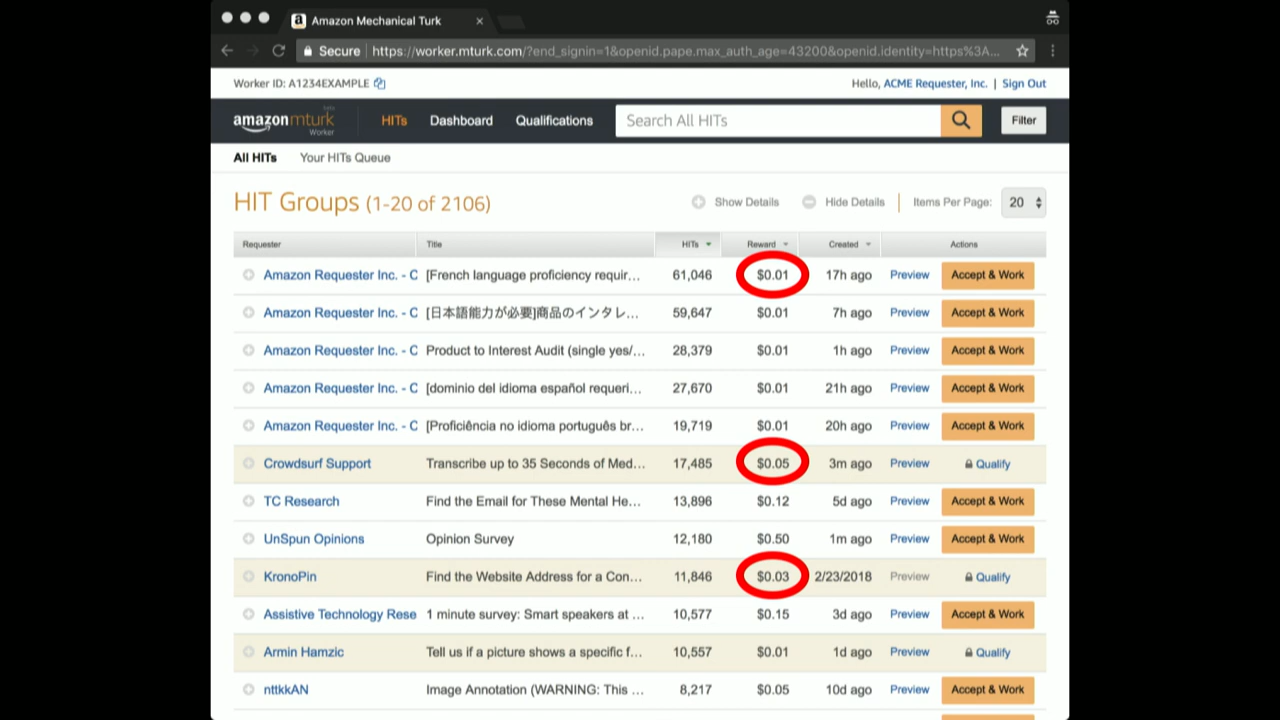 Amazon Mechanical Turk
Secure https://worker.mturk.com/?end_signin=1&openid.pape.max_auth_age=43200&openid.identity=https%3A...
Worker ID: A1234EXAMPLE Hello, ACME Requester, Inc. | Sign Out
amazonmturk beta Worker HITs Dashboard Qualifications Search All HITs Filter
All HITs Your HITs Queue
HIT Groups (1-20 of 2106) Show Details Hide Details Items Per Page: 20
Requester Title HITs Reward Created Actions
Amazon Requester Inc. - C [French language proficiency requir... 61,046 $0.01 17h ago Preview Accept & Work
Amazon Requester Inc. - C [日本語能力が必要]商品のインタレ... 59,647 $0.01 7h ago Preview Accept & Work
Amazon Requester Inc. - C Product to Interest Audit (single yes/... 28,379 $0.01 1h ago Preview Accept & Work
Amazon Requester Inc. - C [dominio del idioma español requeri... 27,670 $0.01 21h ago Preview Accept & Work
Amazon Requester Inc. - C [Proficiência no idioma português br... 19,719 $0.01 20h ago Preview Accept & Work
Crowdsurf Support Transcribe up to 35 Seconds of Med... 17,485 $0.05 3m ago Preview Qualify
TC Research Find the Email for These Mental He... 13,896 $0.12 5d ago Preview Accept & Work
UnSpun Opinions Opinion Survey 12,180 $0.50 1m ago Preview Accept & Work
KronoPin Find the Website Address for a Con... 11,846 $0.03 2/23/2018 Preview Qualify
Assistive Technology Rese 1 minute survey: Smart speakers at ... 10,577 $0.15 3d ago Preview Accept & Work
Armin Hamzic Tell us if a picture shows a specific f... 10,557 $0.01 1d ago Preview Qualify
nttkkAN Image Annotation (WARNING: This ... 8,217 $0.05 10d ago Preview Accept & Work